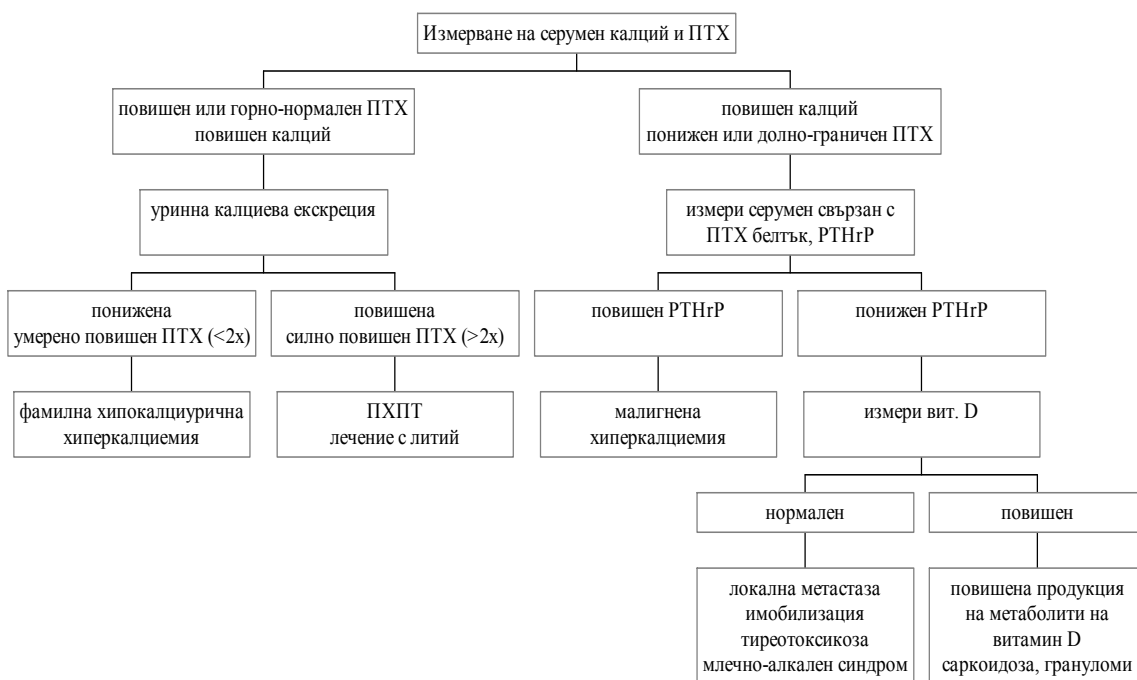 Измерване на серумен калций и ПТХ
повишен или горно-нормален ПТХ
повишен калций
повишен калций
понижен или долно-граничен ПТХ
уринна калциева екскреция
измери серумен свързан с
ПТХ белтък, PTHrP
понижена
умерено повишен ПТХ (<2x)
повишена
силно повишен ПТХ (>2x)
повишен PTHrP
понижен PTHrP
фамилна хипокалциурична
хиперкалциемия
ПХПТ
лечение с литий
малигнена
хиперкалциемия
измери вит. D
нормален
повишен
локална метастаза
имобилизация
тиреотоксикоза
млечно-алкален синдром
повишена продукция
на метаболити на
витамин D
саркоидоза, грануломи